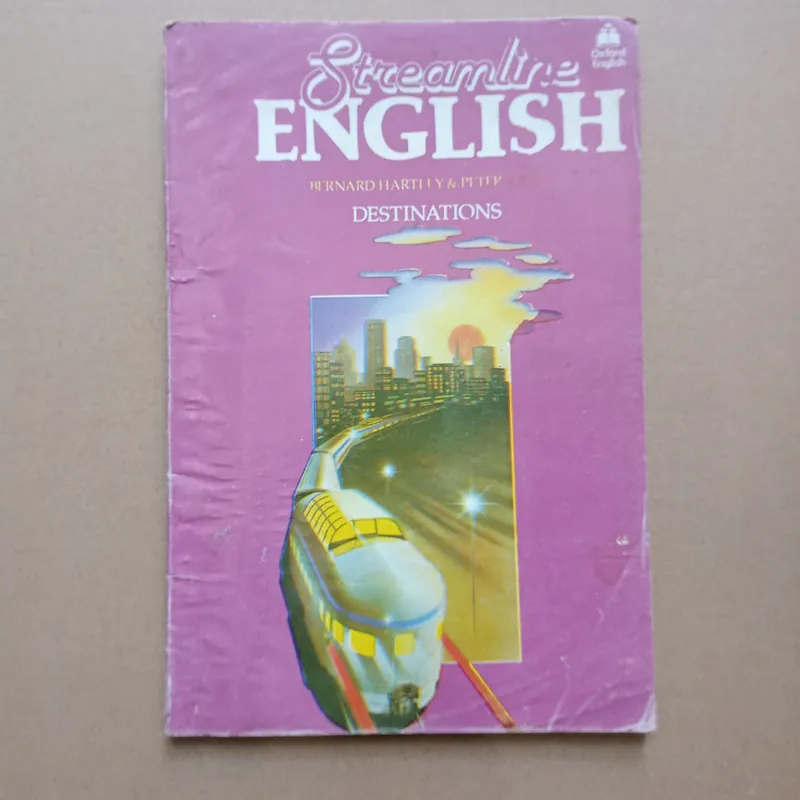 Streamline
ENGLISH
Oxford
English
BERNARD HARTLEY & PETER
DESTINATIONS